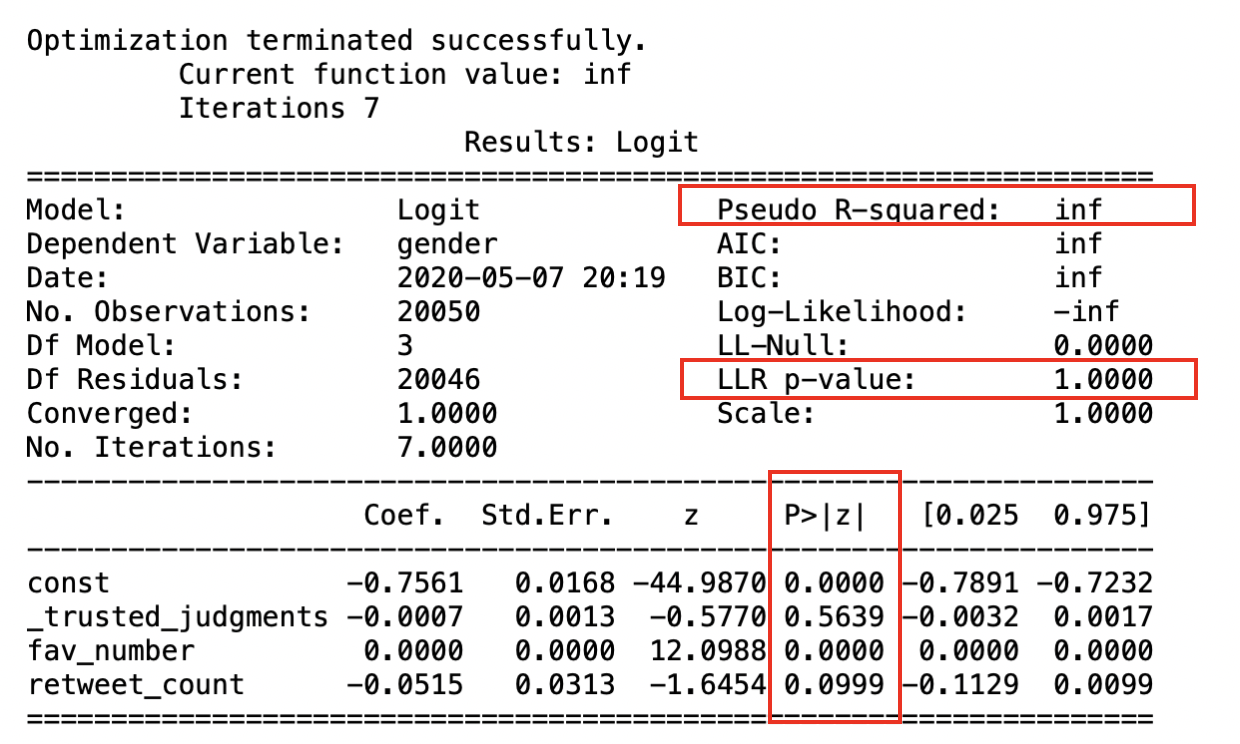 Optimization terminated successfully.
         Current function value: inf
         Iterations 7
                          Results: Logit
===================================================================
Model:                Logit              Pseudo R-squared:   inf
Dependent Variable:   gender             AIC:                inf
Date:                 2020-05-07 20:19   BIC:                inf
No. Observations:     20050              Log-Likelihood:     -inf
Df Model:             3                  LL-Null:            0.0000
Df Residuals:         20046              LLR p-value:        1.0000
Converged:            1.0000             Scale:              1.0000
No. Iterations:       7.0000
-------------------------------------------------------------------
                    Coef.  Std.Err.    z     P>|z|   [0.025  0.975]
-------------------------------------------------------------------
const              -0.7561   0.0168 -44.9870 0.0000 -0.7891 -0.7232
_trusted_judgments -0.0007   0.0013  -0.5770 0.5639 -0.0032  0.0017
fav_number          0.0000   0.0000  12.0988 0.0000  0.0000  0.0000
retweet_count      -0.0515   0.0313  -1.6454 0.0999 -0.1129  0.0099
===================================================================